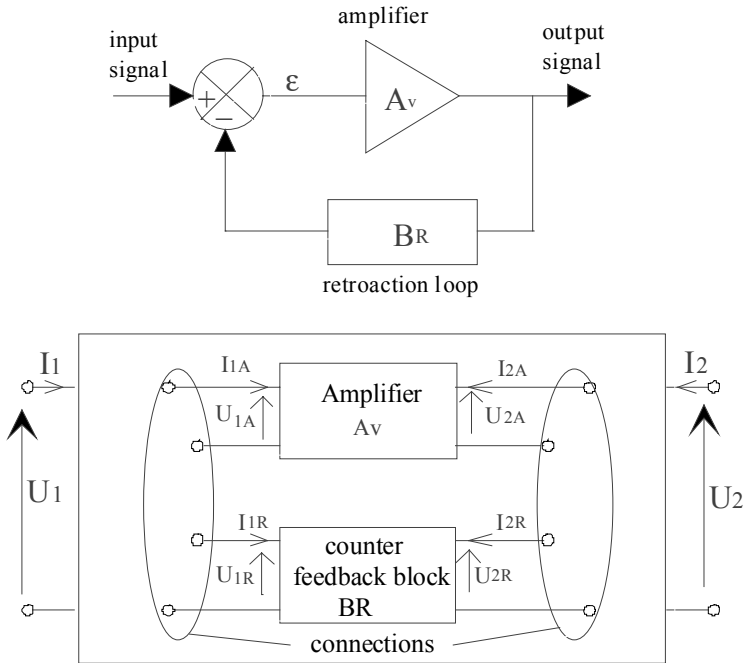 amplifier
input
signal
output
signal
+
−
ε
Av
BR
retroaction loop
I1
I1A
I2A
I2
Amplifier
Av
U1A
U2A
U1
U2
I1R
I2R
counter
feedback block
BR
U1R
U2R
connections